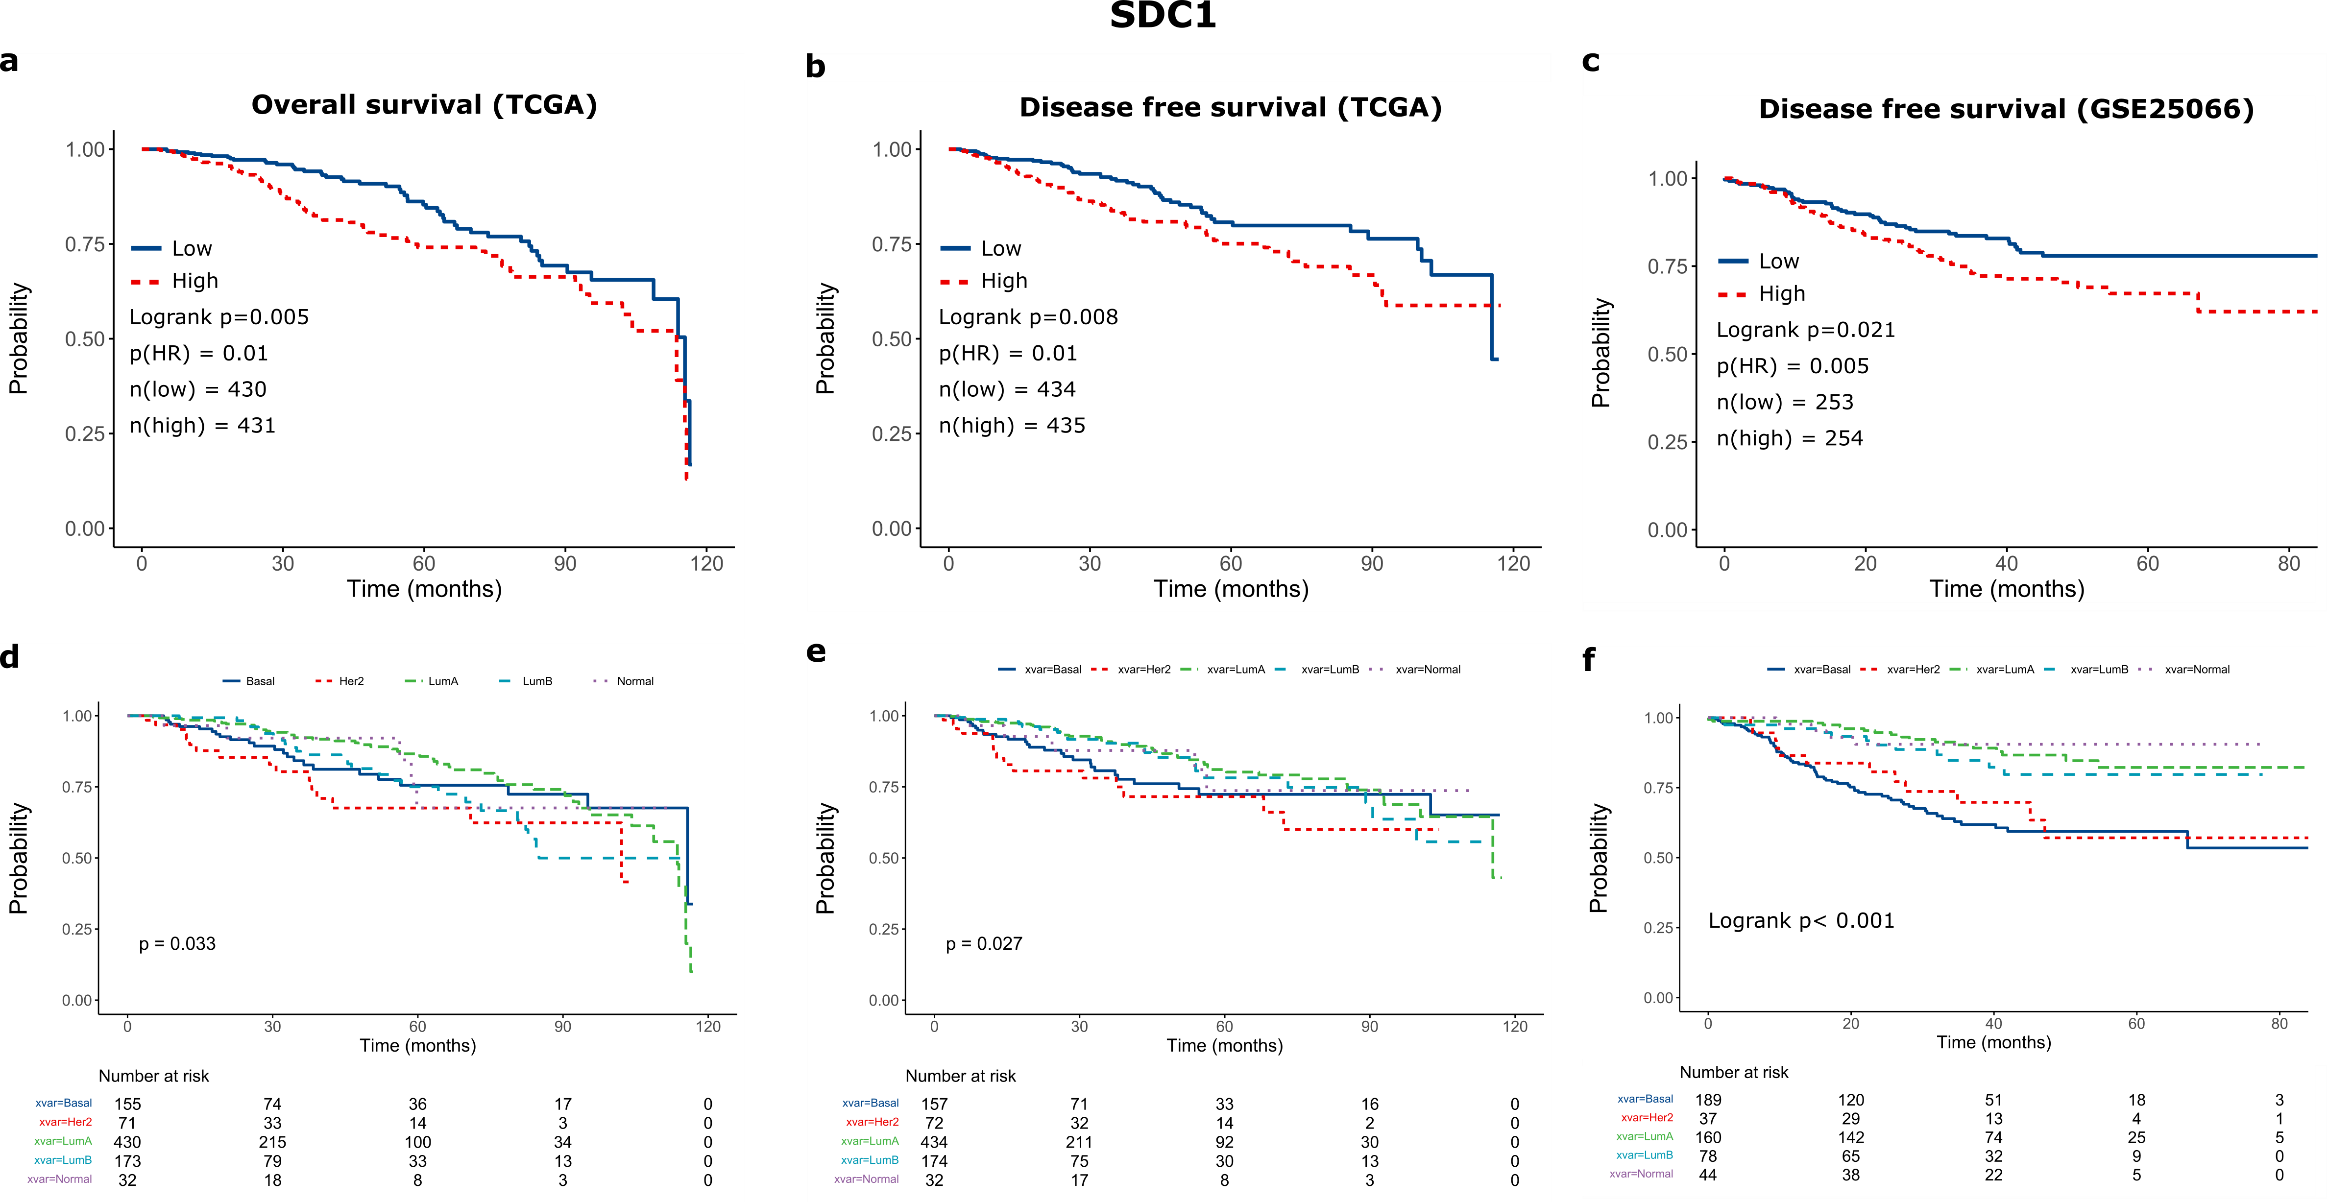 SDC1
a
Overall survival (TCGA)
1.00
0.75
0.50
0.25
0.00
Probability
Low
High
Logrank p=0.005
p(HR) = 0.01
n(low) = 430
n(high) = 431
0 30 60 90 120
Time (months)
b
Disease free survival (TCGA)
1.00
0.75
0.50
0.25
0.00
Probability
Low
High
Logrank p=0.008
p(HR) = 0.01
n(low) = 434
n(high) = 435
0 30 60 90 120
Time (months)
c
Disease free survival (GSE25066)
1.00
0.75
0.50
0.25
0.00
Probability
Low
High
Logrank p=0.021
p(HR) = 0.005
n(low) = 253
n(high) = 254
0 20 40 60 80
Time (months)
d
Basal Her2 LumA LumB Normal
1.00
0.75
0.50
0.25
0.00
Probability
p = 0.033
0 30 60 90 120
Time (months)
Number at risk
xvar=Basal 155 74 36 17 0
xvar=Her2 71 33 14 3 0
xvar=LumA 430 215 100 34 0
xvar=LumB 173 79 33 13 0
xvar=Normal 32 18 8 3 0
e
xvar=Basal xvar=Her2 xvar=LumA xvar=LumB xvar=Normal
1.00
0.75
0.50
0.25
0.00
Probability
p = 0.027
0 30 60 90 120
Time (months)
Number at risk
xvar=Basal 157 71 33 16 0
xvar=Her2 72 32 14 2 0
xvar=LumA 434 211 92 30 0
xvar=LumB 174 75 30 13 0
xvar=Normal 32 17 8 3 0
f
xvar=Basal xvar=Her2 xvar=LumA xvar=LumB xvar=Normal
1.00
0.75
0.50
0.25
0.00
Probability
Logrank p< 0.001
0 20 40 60 80
Time (months)
Number at risk
xvar=Basal 189 120 51 18 3
xvar=Her2 37 29 13 4 1
xvar=LumA 160 142 74 25 5
xvar=LumB 78 65 32 9 0
xvar=Normal 44 38 22 5 0